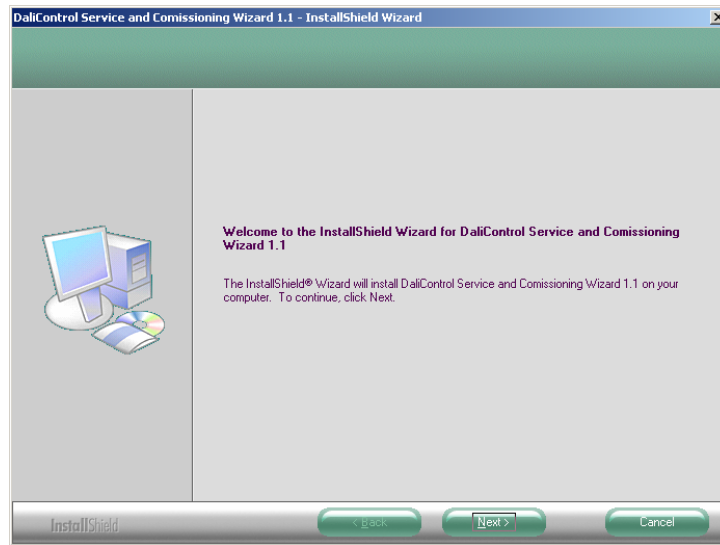 DaliControl Service and Comissioning Wizard 1.1 - InstallShield Wizard
Welcome to the InstallShield Wizard for DaliControl Service and Comissioning
Wizard 1.1
The InstallShield® Wizard will install DaliControl Service and Comissioning Wizard 1.1 on your
computer. To continue, click Next.
InstallShield
< Back
Next >
Cancel